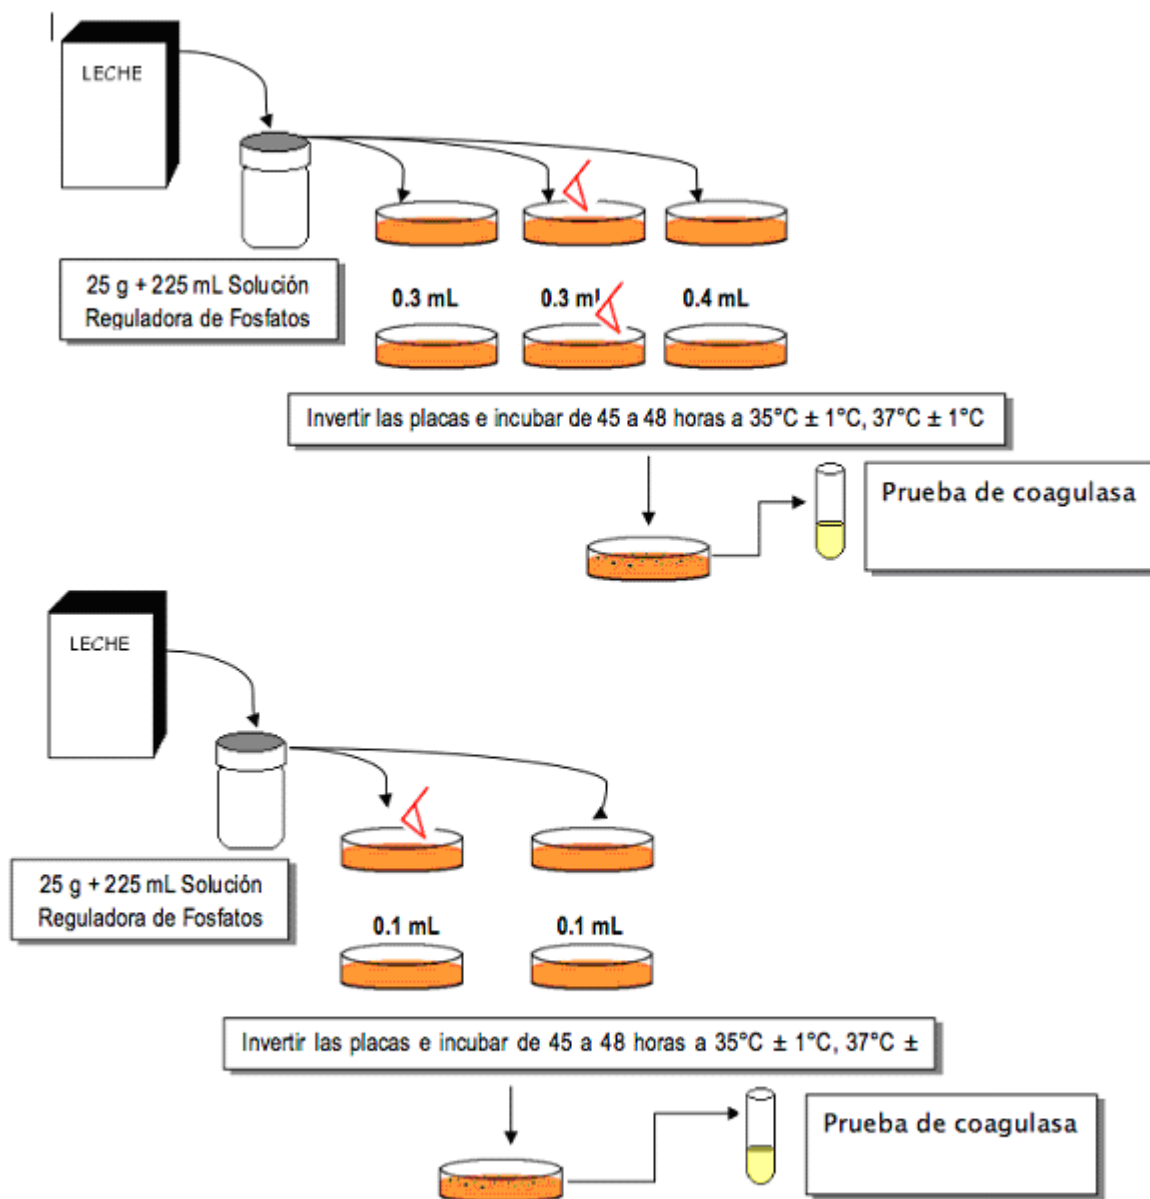 LECHE
25 g + 225 mL Solución
Reguladora de Fosfatos
0.3 mL
0.3 mL
0.4 mL
Invertir las placas e incubar de 45 a 48 horas a 35°C ± 1°C, 37°C ± 1°C
Prueba de coagulasa
LECHE
25 g + 225 mL Solución
Reguladora de Fosfatos
0.1 mL
0.1 mL
Invertir las placas e incubar de 45 a 48 horas a 35°C ± 1°C, 37°C ±
Prueba de coagulasa